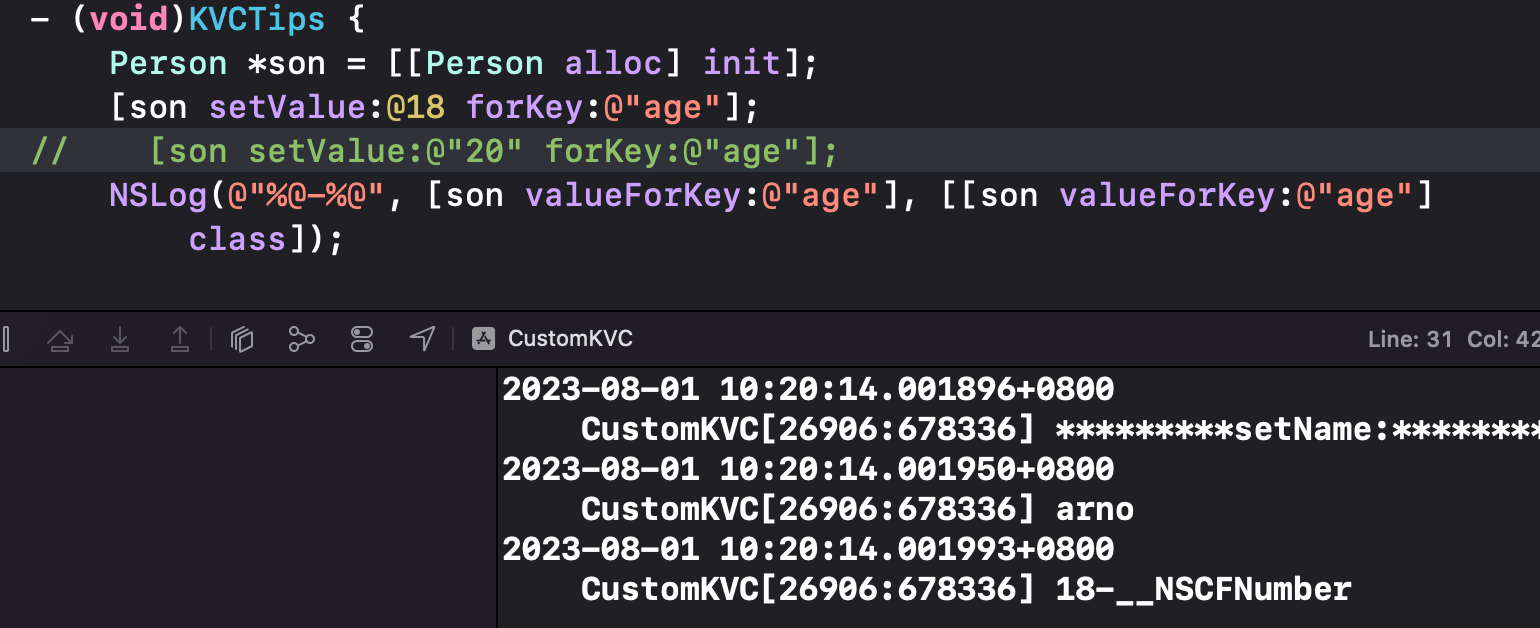 - (void)KVCTips {
    Person *son = [[Person alloc] init];
    [son setValue:@18 forKey:@"age"];
//    [son setValue:@"20" forKey:@"age"];
    NSLog(@"%@-%@", [son valueForKey:@"age"], [[son valueForKey:@"age"]
        class]);
CustomKVC
Line: 31 Col: 42
2023-08-01 10:20:14.001896+0800
    CustomKVC[26906:678336] *********setName:********
2023-08-01 10:20:14.001950+0800
    CustomKVC[26906:678336] arno
2023-08-01 10:20:14.001993+0800
    CustomKVC[26906:678336] 18-__NSCFNumber